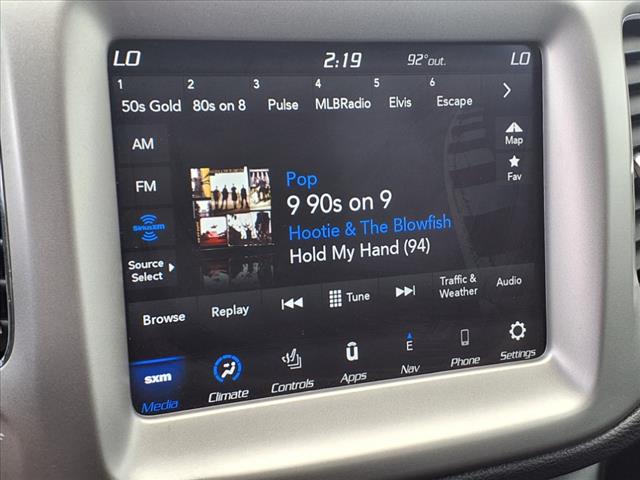 LO 2:19 92°out. LO
1 2 3 4 5 6
50s Gold 80s on 8 Pulse MLBRadio Elvis Escape
AM
Map
FM
Fav
Pop
9 90s on 9
siriusxm
Hootie & The Blowfish
Hold My Hand (94)
Source
Select
Browse Replay Tune Traffic &
Weather Audio
sxm
Media Climate Controls Apps E
Nav Phone Settings